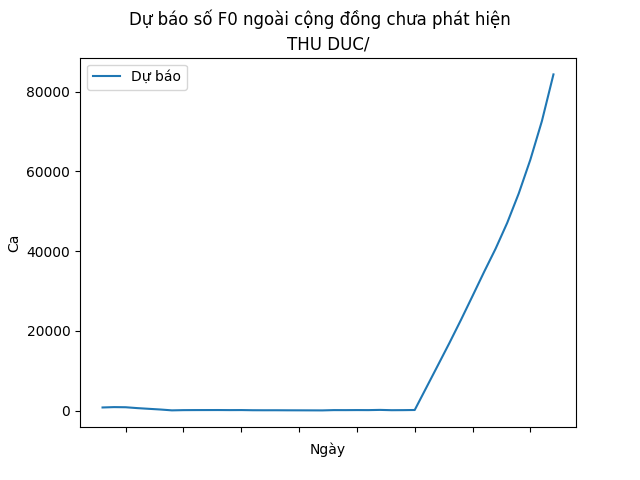 Dự báo số F0 ngoài cộng đồng chưa phát hiện
THU DUC/
Dự báo
80000
60000
40000
20000
0
Ca
Ngày